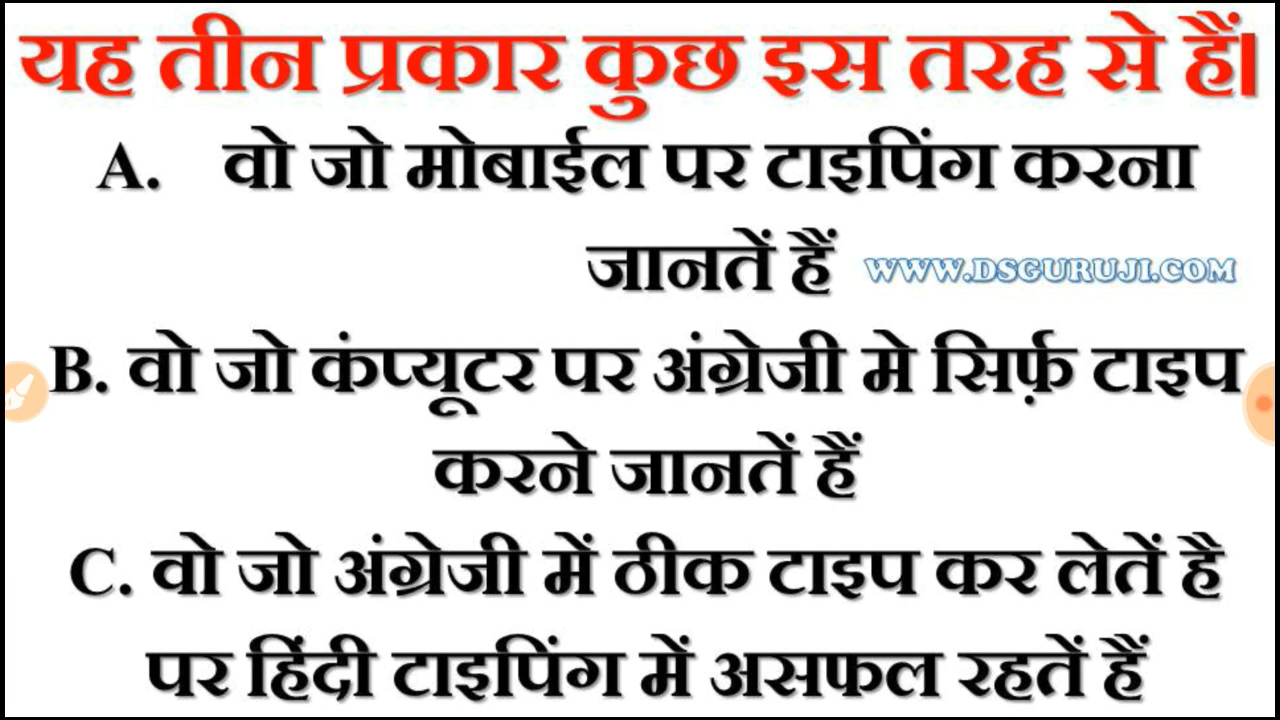 यह तीन प्रकार कुछ इस तरह से हैं।
A. वो जो मोबाईल पर टाइपिंग करना
जानतें हैं
WWW.DSGURUJI.COM
B. वो जो कंप्यूटर पर अंग्रेजी मे सिर्फ़ टाइप
करने जानतें हैं
C. वो जो अंग्रेजी में ठीक टाइप कर लेतें है
पर हिंदी टाइपिंग में असफल रहतें हैं